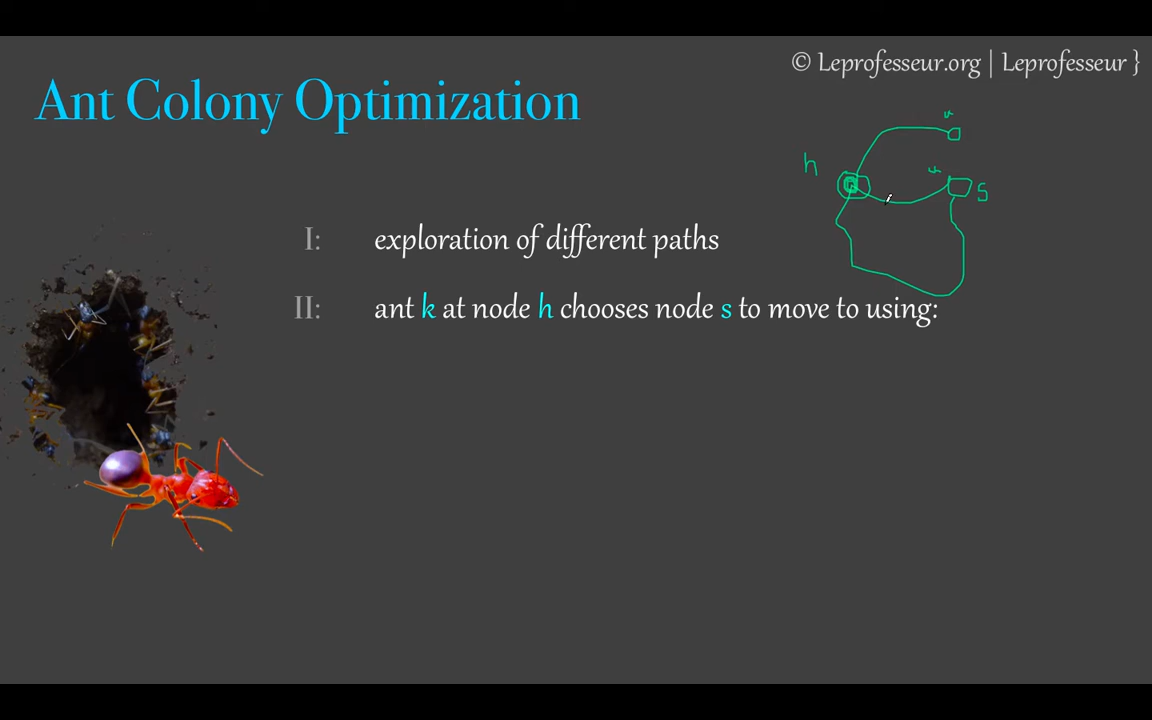 © Leprofesseur.org | Leprofesseur }
Ant Colony Optimization
h
s
I: exploration of different paths
II: ant k at node h chooses node s to move to using: